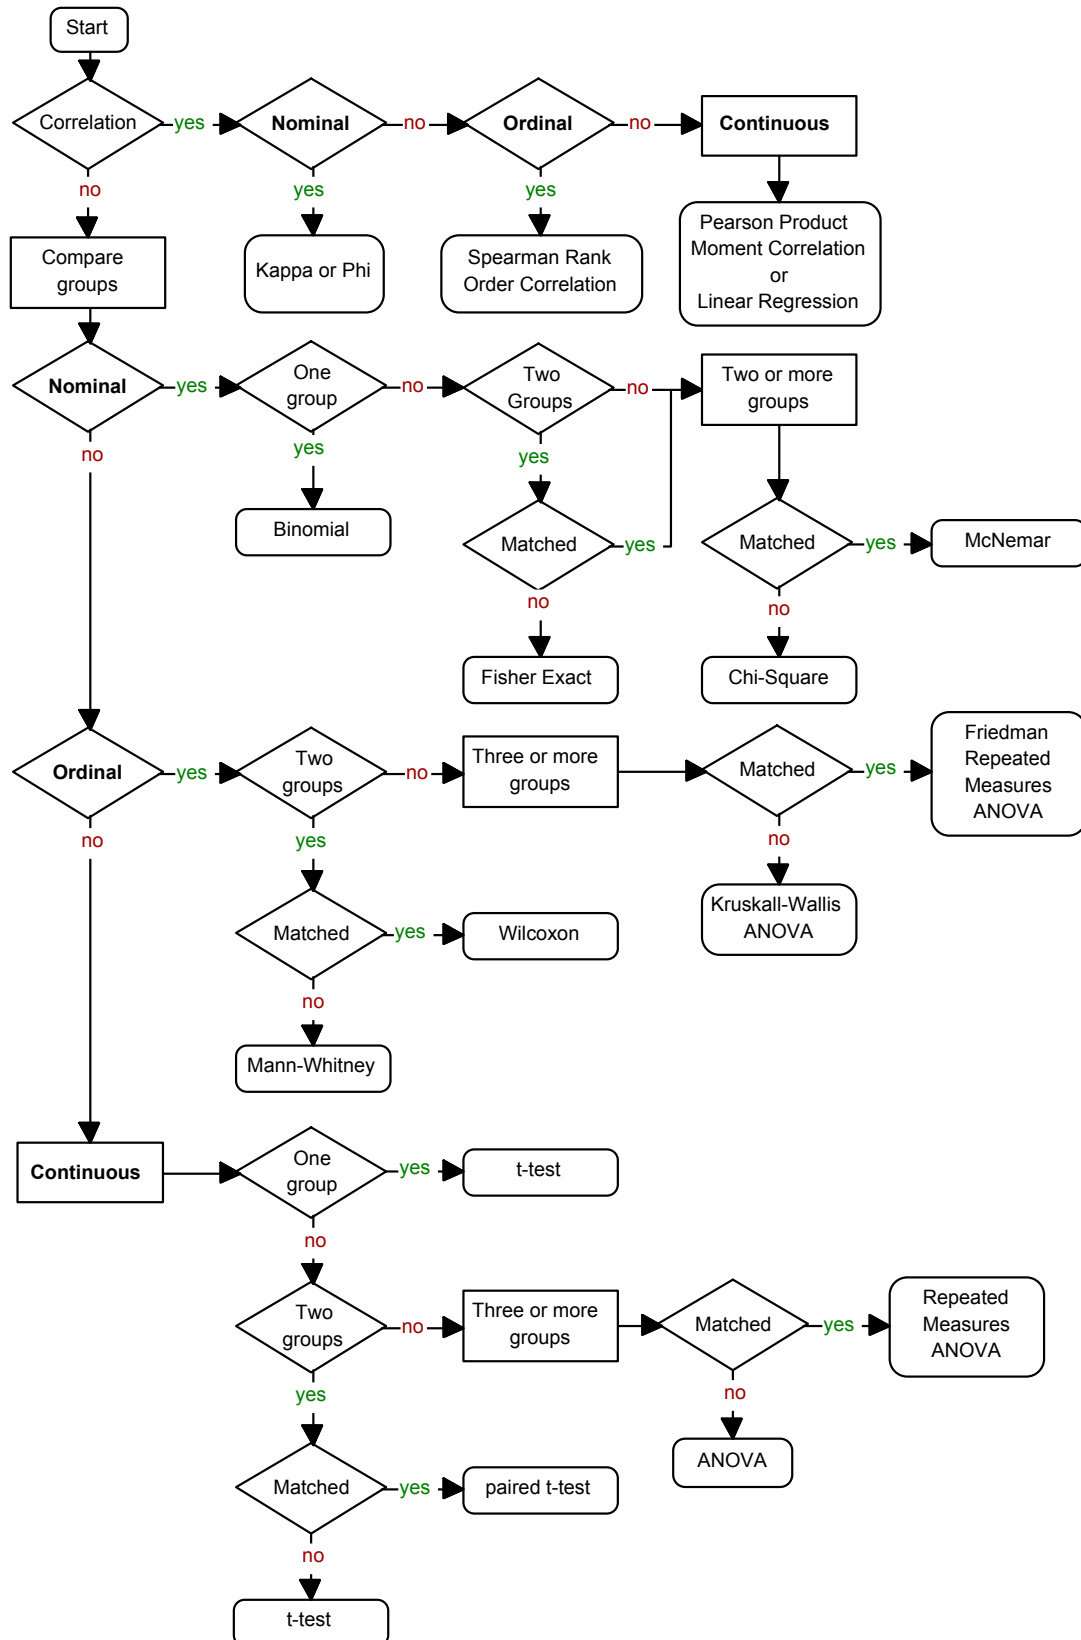 Start
Correlation
yes
Nominal
no
Ordinal
no
Continuous
no
yes
yes
Compare
groups
Kappa or Phi
Spearman Rank
Order Correlation
Pearson Product
Moment Correlation
or
Linear Regression
Nominal
yes
One
group
no
Two
Groups
no
Two or more
groups
no
yes
yes
Binomial
Matched
yes
Matched
yes
McNemar
no
no
Fisher Exact
Chi-Square
Ordinal
yes
Two
groups
no
Three or more
groups
Matched
yes
Friedman
Repeated
Measures
ANOVA
no
yes
no
Matched
yes
Wilcoxon
Kruskall-Wallis
ANOVA
no
Mann-Whitney
Continuous
One
group
yes
t-test
no
Two
groups
no
Three or more
groups
Matched
yes
Repeated
Measures
ANOVA
yes
no
ANOVA
Matched
yes
paired t-test
no
t-test